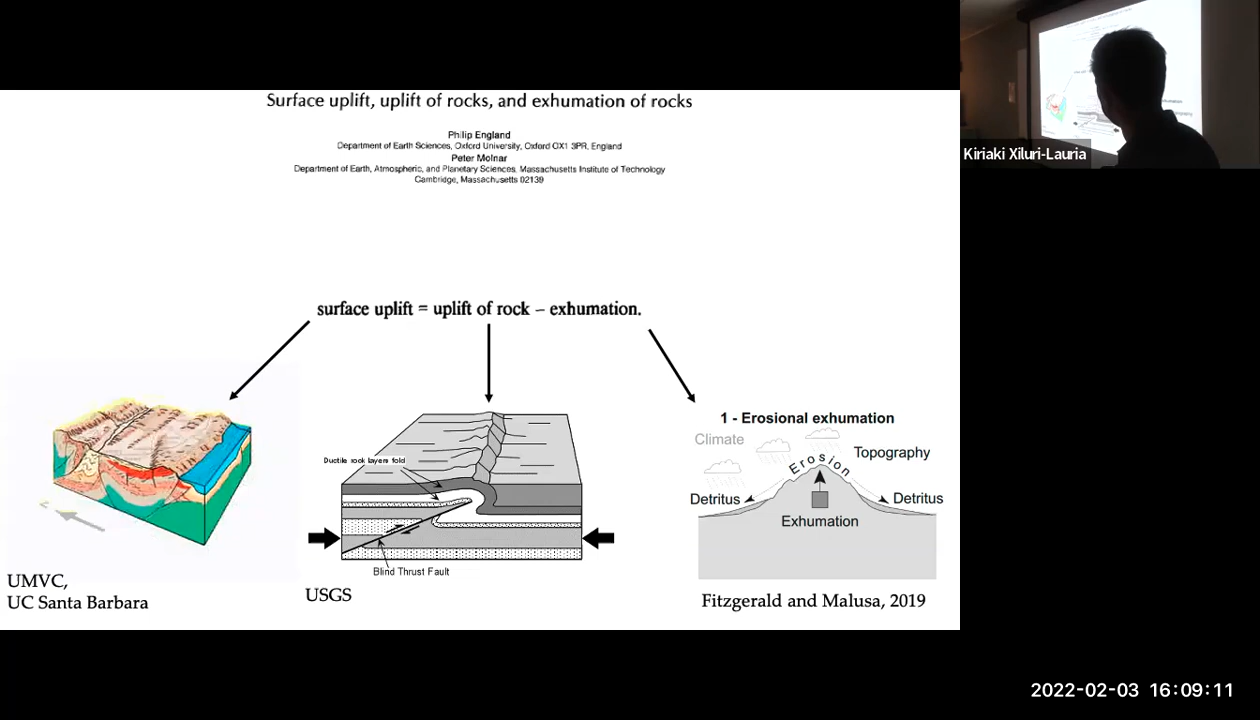 Surface uplift, uplift of rocks, and exhumation of rocks
Philip England
Department of Earth Sciences, Oxford University, Oxford OX1 3PR, England
Peter Molnar
Department of Earth, Atmospheric, and Planetary Sciences, Massachusetts Institute of Technology
Cambridge, Massachusetts 02139
surface uplift = uplift of rock – exhumation.
UMVC,
UC Santa Barbara
Ductile rock layers fold
Blind Thrust Fault
USGS
1 - Erosional exhumation
Climate
Erosion
Topography
Detritus
Detritus
Exhumation
Fitzgerald and Malusa, 2019
Kiriaki Xiluri-Lauria
2022-02-03 16:09:11